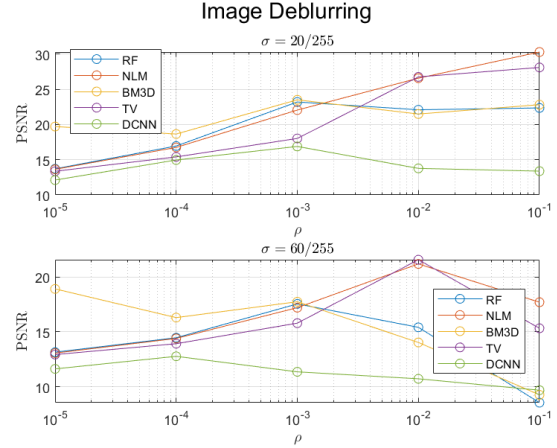 Image Deblurring
σ = 20/255
30
25
20
15
10
PSNR
RF
NLM
BM3D
TV
DCNN
10^-5
10^-4
10^-3
10^-2
10^-1
ρ
σ = 60/255
20
15
10
PSNR
RF
NLM
BM3D
TV
DCNN
10^-5
10^-4
10^-3
10^-2
10^-1
ρ